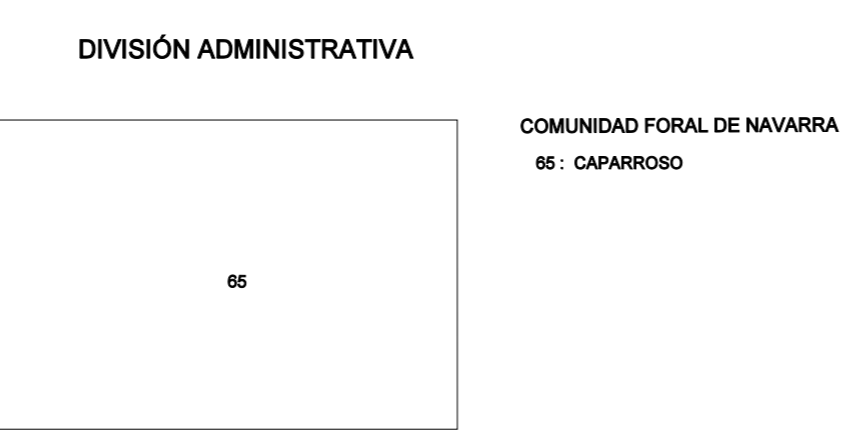 DIVISIÓN ADMINISTRATIVA
COMUNIDAD FORAL DE NAVARRA
65 : CAPARROSO
65